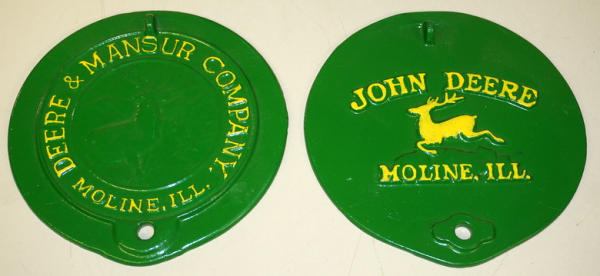 DEERE & MANSUR COMPANY,
MOLINE, ILL.
JOHN DEERE
MOLINE, ILL.